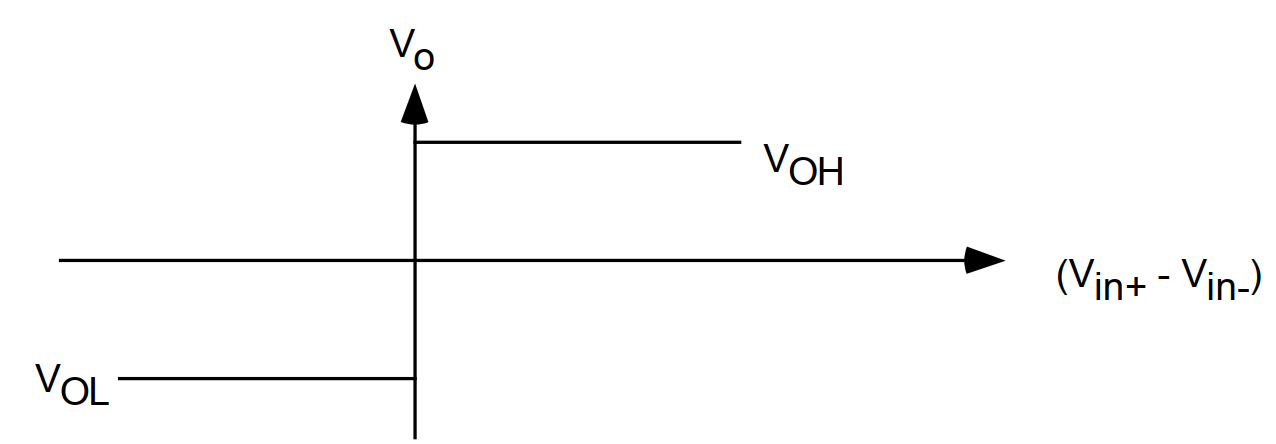 Vo
VOH
(Vin+ - Vin-)
VOL